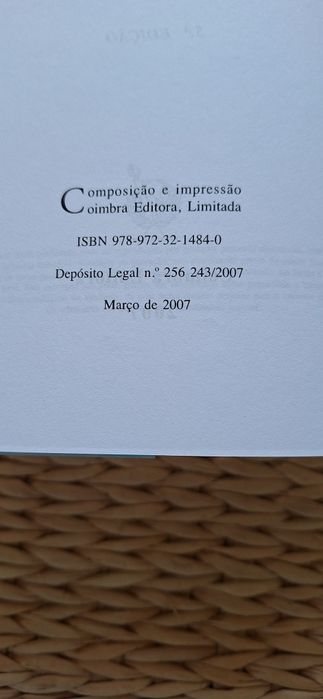 Composição e impressão
Coimbra Editora, Limitada
ISBN 978-972-32-1484-0
Depósito Legal n.º 256 243/2007
Março de 2007